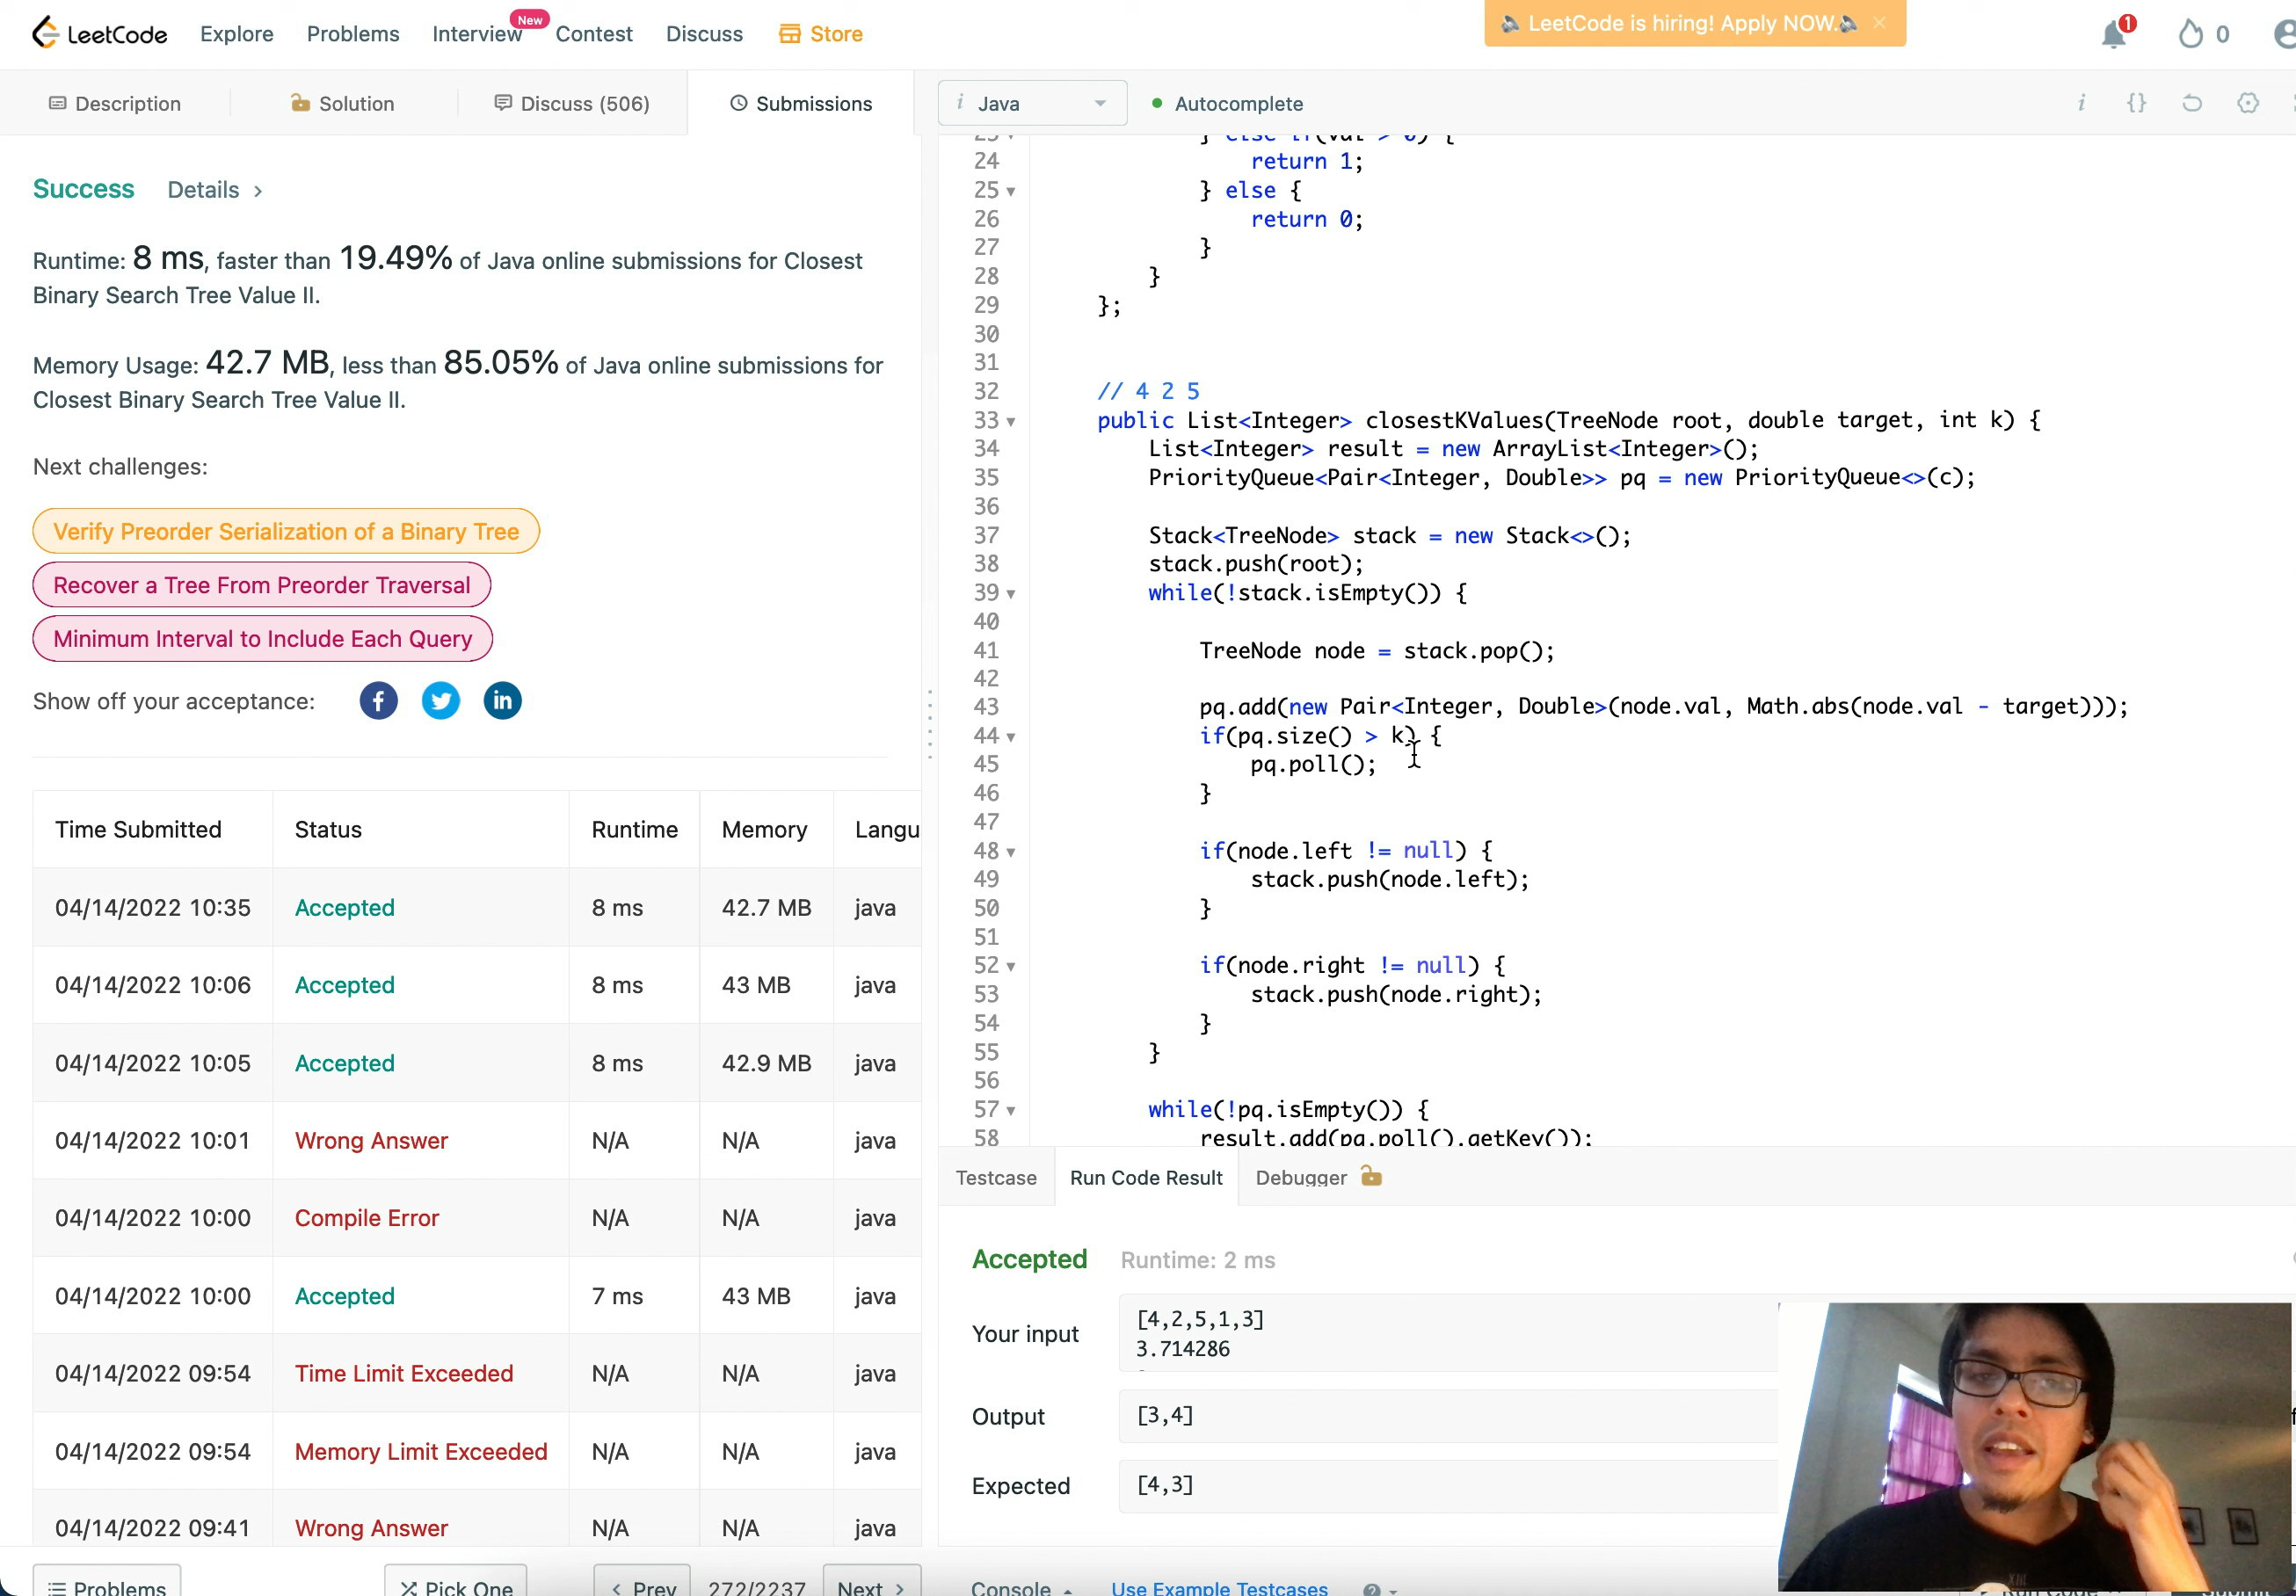 LeetCode
Explore
Problems
Interview
New
Contest
Discuss
Store
LeetCode is hiring! Apply NOW.
1
0
Description
Solution
Discuss (506)
Submissions
i Java
Autocomplete
Success
Details >
Runtime: 8 ms, faster than 19.49% of Java online submissions for Closest
Binary Search Tree Value II.
Memory Usage: 42.7 MB, less than 85.05% of Java online submissions for
Closest Binary Search Tree Value II.
Next challenges:
Verify Preorder Serialization of a Binary Tree
Recover a Tree From Preorder Traversal
Minimum Interval to Include Each Query
Show off your acceptance:
Time Submitted Status Runtime Memory Langu
04/14/2022 10:35 Accepted 8 ms 42.7 MB java
04/14/2022 10:06 Accepted 8 ms 43 MB java
04/14/2022 10:05 Accepted 8 ms 42.9 MB java
04/14/2022 10:01 Wrong Answer N/A N/A java
04/14/2022 10:00 Compile Error N/A N/A java
04/14/2022 10:00 Accepted 7 ms 43 MB java
04/14/2022 09:54 Time Limit Exceeded N/A N/A java
04/14/2022 09:54 Memory Limit Exceeded N/A N/A java
04/14/2022 09:41 Wrong Answer N/A N/A java
Problems
Pick One
< Prev
272/2237
Next >
23 } else if(val > 0) {
24 return 1;
25 } else {
26 return 0;
27 }
28 }
29 };
30
31
32 // 4 2 5
33 public List<Integer> closestKValues(TreeNode root, double target, int k) {
34 List<Integer> result = new ArrayList<Integer>();
35 PriorityQueue<Pair<Integer, Double>> pq = new PriorityQueue<>(c);
36
37 Stack<TreeNode> stack = new Stack<>();
38 stack.push(root);
39 while(!stack.isEmpty()) {
40
41 TreeNode node = stack.pop();
42
43 pq.add(new Pair<Integer, Double>(node.val, Math.abs(node.val - target)));
44 if(pq.size() > k) {
45 pq.poll();
46 }
47
48 if(node.left != null) {
49 stack.push(node.left);
50 }
51
52 if(node.right != null) {
53 stack.push(node.right);
54 }
55 }
56
57 while(!pq.isEmpty()) {
58 result.add(pq.poll().getKey());
Testcase
Run Code Result
Debugger
Accepted
Runtime: 2 ms
Your input
[4,2,5,1,3]
3.714286
Output
[3,4]
Expected
[4,3]
Console
Use Example Testcases
?